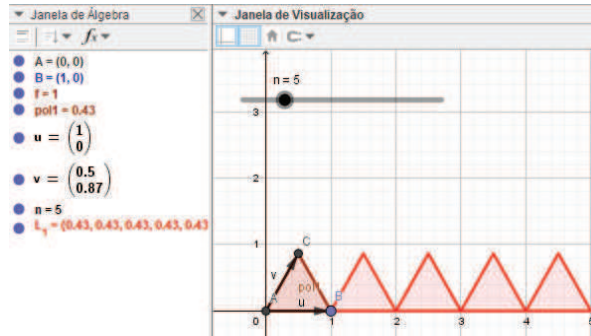 Janela de Álgebra
A = (0, 0)
B = (1, 0)
f = 1
pol1 = 0.43
u = (1
0)
v = (0.5
0.87)
n = 5
L1 = {0.43, 0.43, 0.43, 0.43, 0.43
Janela de Visualização
n = 5
3
2
1
C
v
pol1
A
u
B
0
1
2
3
4
5